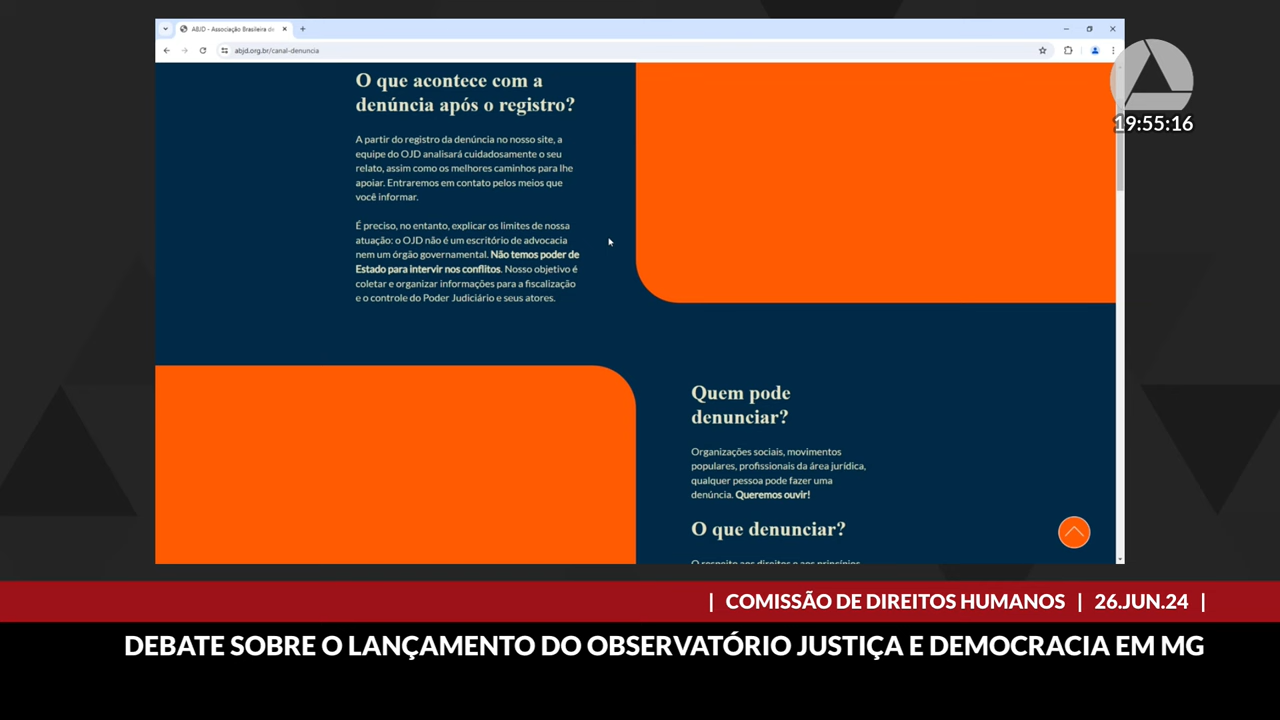 ABJD - Associação Brasileira de
abjd.org.br/canal-denuncia
19:55:16
O que acontece com a
denúncia após o registro?
A partir do registro da denúncia no nosso site, a
equipe do OJD analisará cuidadosamente o seu
relato, assim como os melhores caminhos para lhe
apoiar. Entraremos em contato pelos meios que
você informar.
É preciso, no entanto, explicar os limites de nossa
atuação: o OJD não é um escritório de advocacia
nem um órgão governamental. Não temos poder de
Estado para intervir nos conflitos. Nosso objetivo é
coletar e organizar informações para a fiscalização
e o controle do Poder Judiciário e seus atores.
Quem pode
denunciar?
Organizações sociais, movimentos
populares, profissionais da área jurídica,
qualquer pessoa pode fazer uma
denúncia. Queremos ouvir!
O que denunciar?
O respeito aos direitos e aos princípios
| COMISSÃO DE DIREITOS HUMANOS | 26.JUN.24 |
DEBATE SOBRE O LANÇAMENTO DO OBSERVATÓRIO JUSTIÇA E DEMOCRACIA EM MG